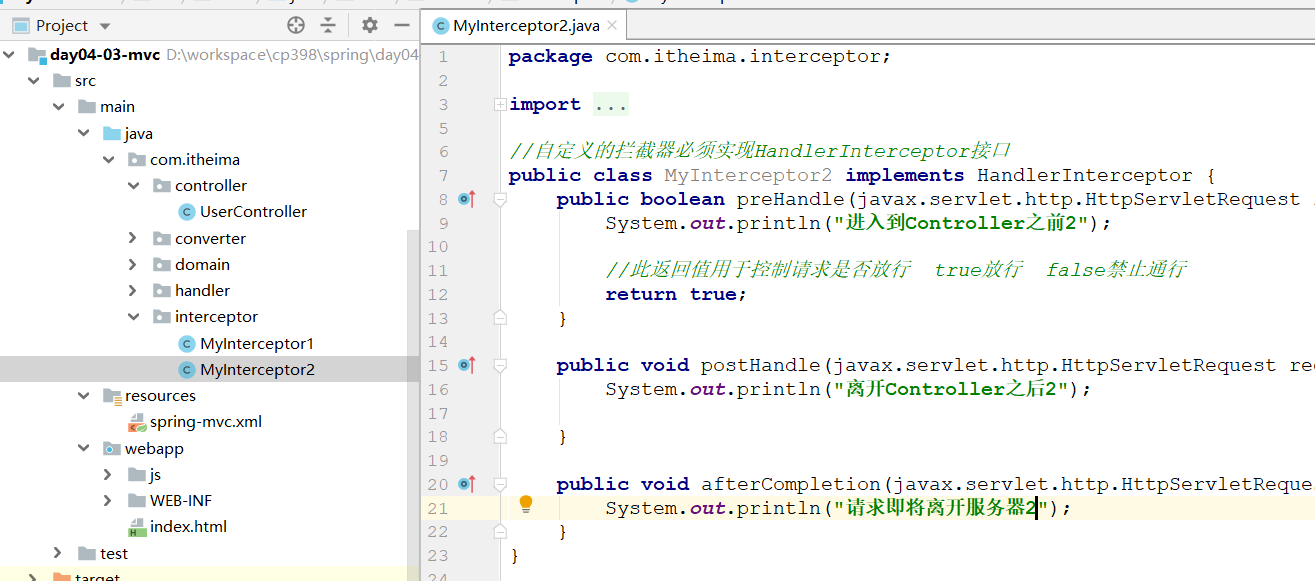 Project
day04-03-mvc D:\workspace\cp398\spring\day04
src
main
java
com.itheima
controller
UserController
converter
domain
handler
interceptor
MyInterceptor1
MyInterceptor2
resources
spring-mvc.xml
webapp
js
WEB-INF
index.html
test
target
MyInterceptor2.java
1 package com.itheima.interceptor;
2
3 import ...
5
6 //自定义的拦截器必须实现HandlerInterceptor接口
7 public class MyInterceptor2 implements HandlerInterceptor {
8 public boolean preHandle(javax.servlet.http.HttpServletRequest
9 System.out.println("进入到Controller之前2");
10
11 //此返回值用于控制请求是否放行 true放行 false禁止通行
12 return true;
13 }
14
15 public void postHandle(javax.servlet.http.HttpServletRequest re
16 System.out.println("离开Controller之后2");
17
18 }
19
20 public void afterCompletion(javax.servlet.http.HttpServletReque
21 System.out.println("请求即将离开服务器2");
22 }
23 }
24